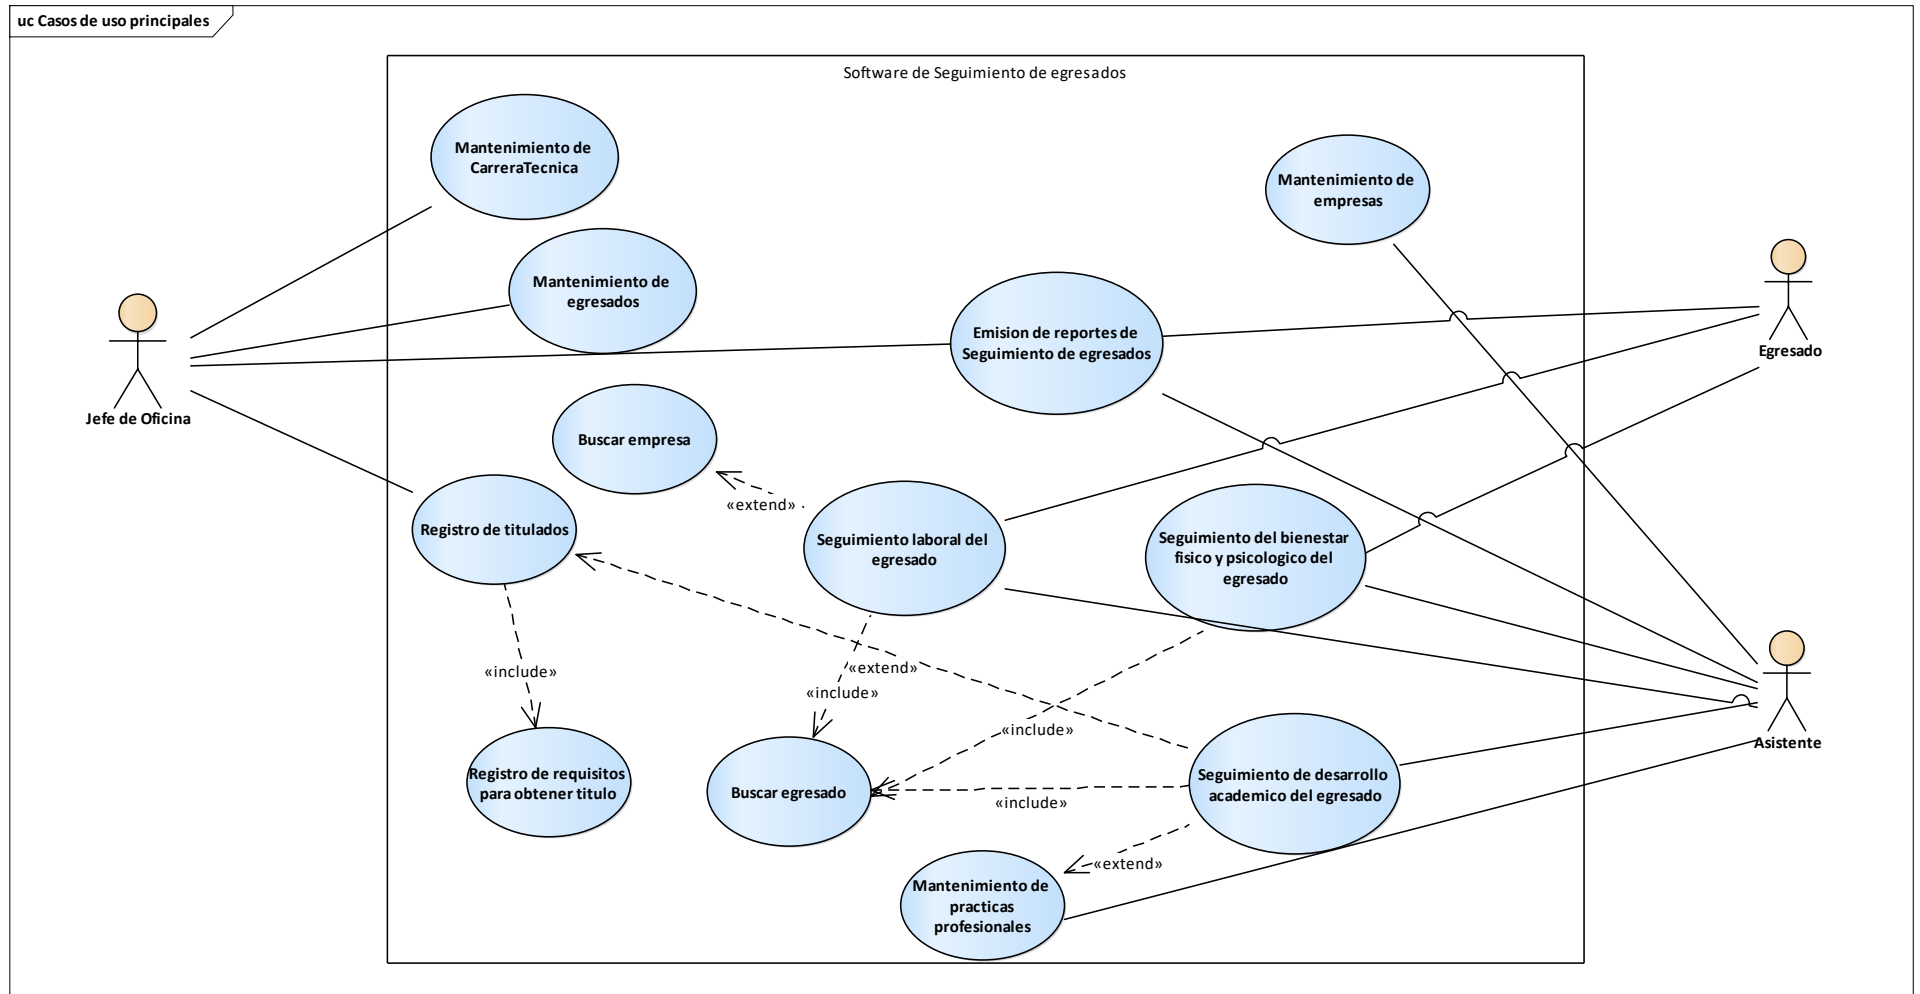 uc Casos de uso principales
Software de Seguimiento de egresados
Mantenimiento de
CarreraTecnica
Mantenimiento de
empresas
Mantenimiento de
egresados
Emision de reportes de
Seguimiento de egresados
Egresado
Jefe de Oficina
Buscar empresa
«extend»
Registro de titulados
Seguimiento laboral del
egresado
Seguimiento del bienestar
fisico y psicologico del
egresado
«include»
«extend»
«include»
«include»
Asistente
Registro de requisitos
para obtener titulo
Buscar egresado
«include»
Seguimiento de desarrollo
academico del egresado
«extend»
Mantenimiento de
practicas
profesionales